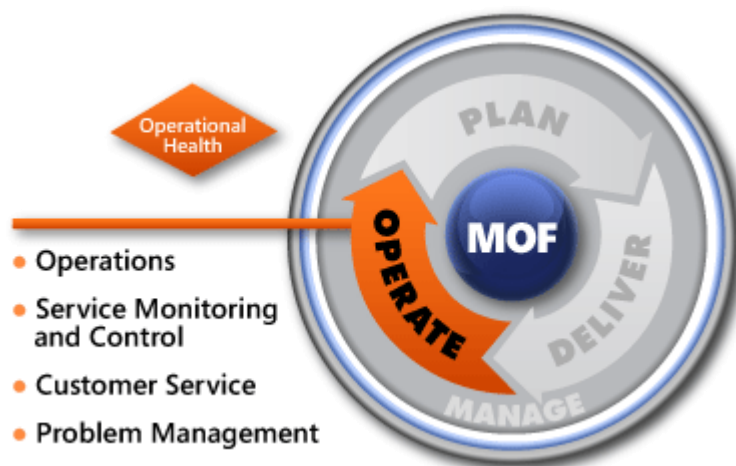 Operational
Health
PLAN
MOF
OPERATE
DELIVER
MANAGE
• Operations
• Service Monitoring
and Control
• Customer Service
• Problem Management